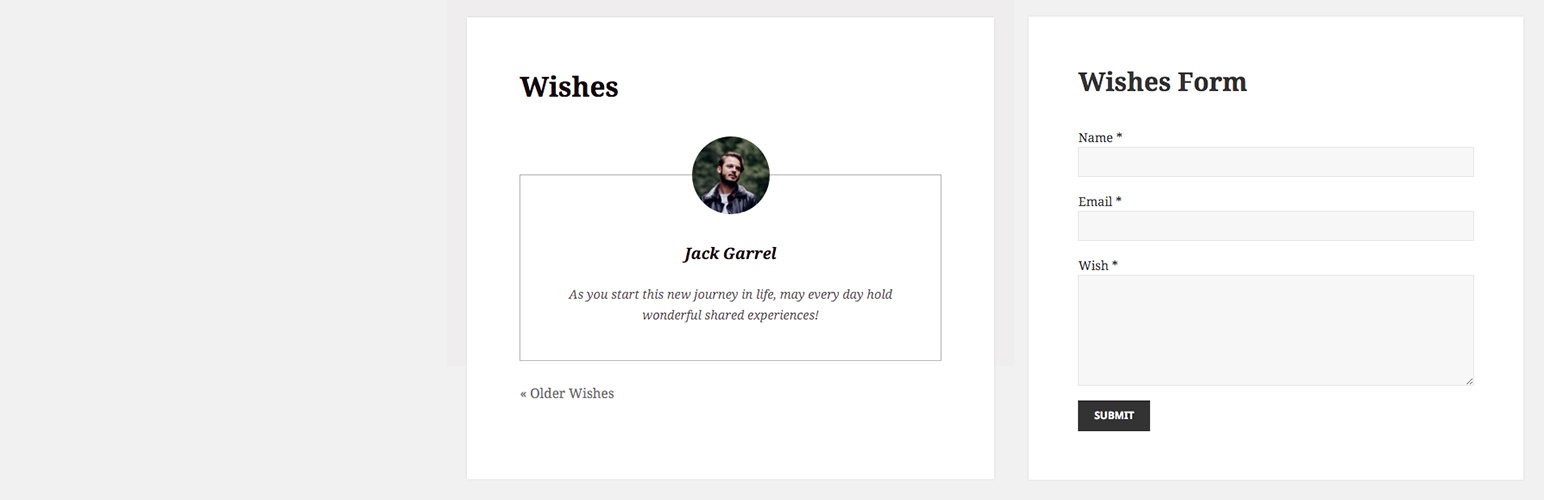 Wishes
Jack Garrel
As you start this new journey in life, may every day hold
wonderful shared experiences!
« Older Wishes
Wishes Form
Name *
Email *
Wish *
SUBMIT